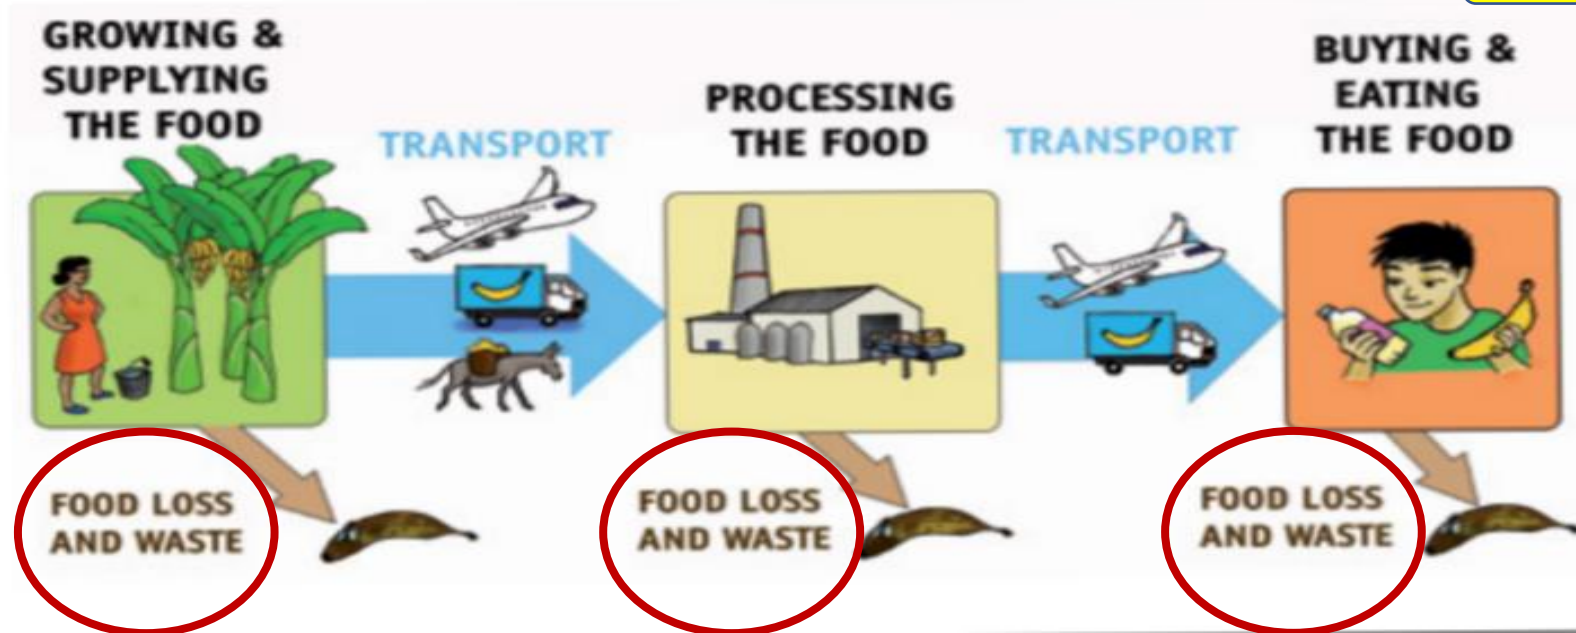 GROWING &
SUPPLYING
THE FOOD
TRANSPORT
PROCESSING
THE FOOD
TRANSPORT
BUYING &
EATING
THE FOOD
FOOD LOSS
AND WASTE
FOOD LOSS
AND WASTE
FOOD LOSS
AND WASTE